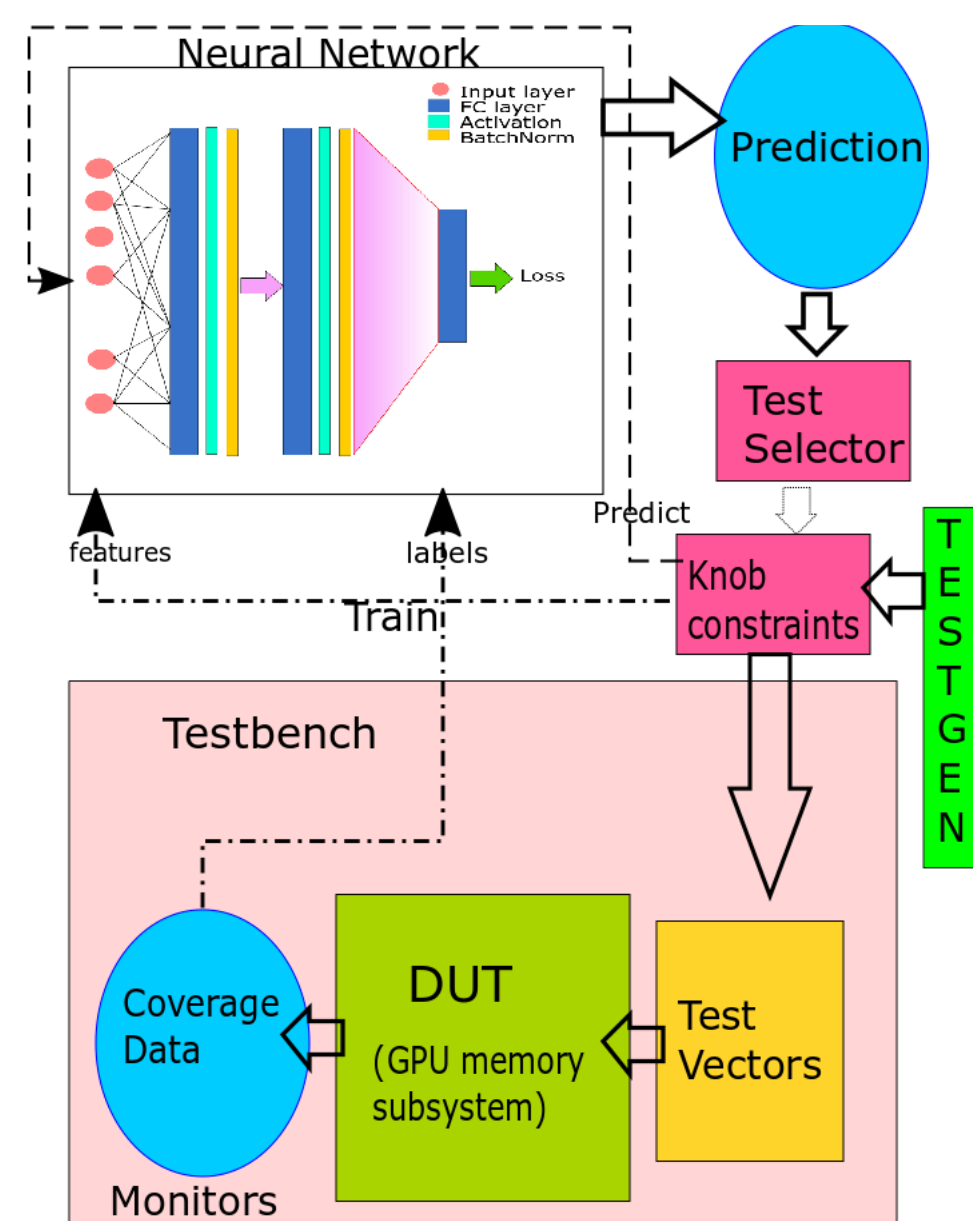 Neural Network
Input layer
FC layer
Activation
BatchNorm
Loss
Prediction
Test
Selector
Predict
features
labels
Train
Knob
constraints
T
E
S
T
G
E
N
Testbench
Coverage
Data
DUT
(GPU memory
subsystem)
Test
Vectors
Monitors